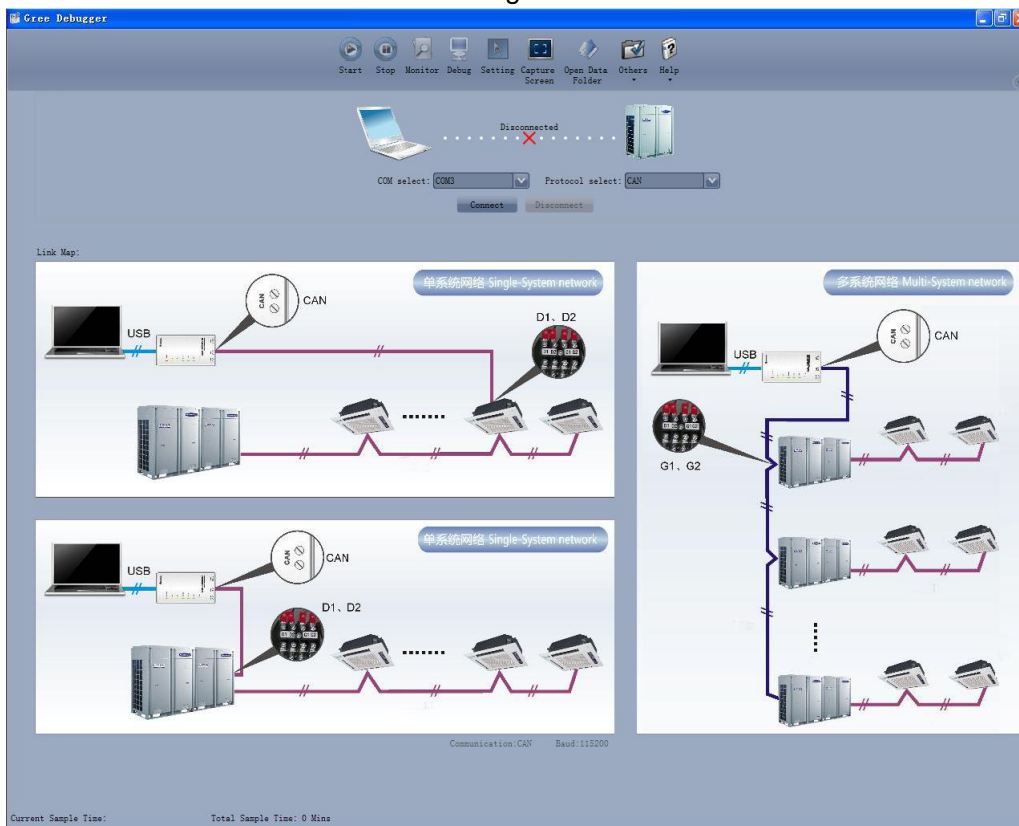 Gree Debugger
Start Stop Monitor Debug Setting Capture Screen Open Data Folder Others Help
Disconnected
COM select: COM3 Protocol select: CAN
Connect Disconnect
Link Map:
单系统网络 Single-System network
CAN
CAN
USB
D1、D2
单系统网络 Single-System network
CAN
CAN
USB
D1、D2
多系统网络 Multi-System network
CAN
CAN
USB
G1、G2
Communication:CAN Baud:115200
Current Sample Time: Total Sample Time: 0 Mins